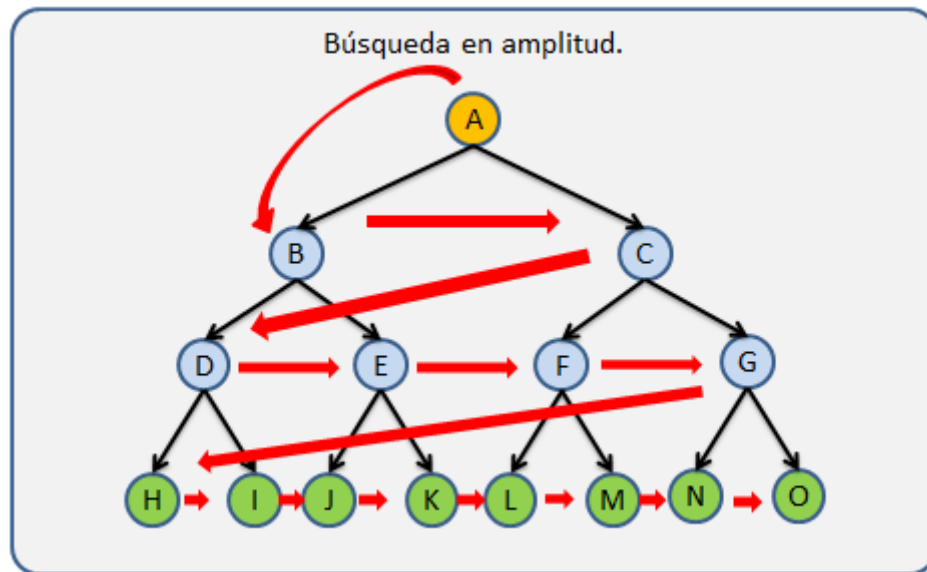 Búsqueda en amplitud.
A
B C
D E F G
H I J K L M N O